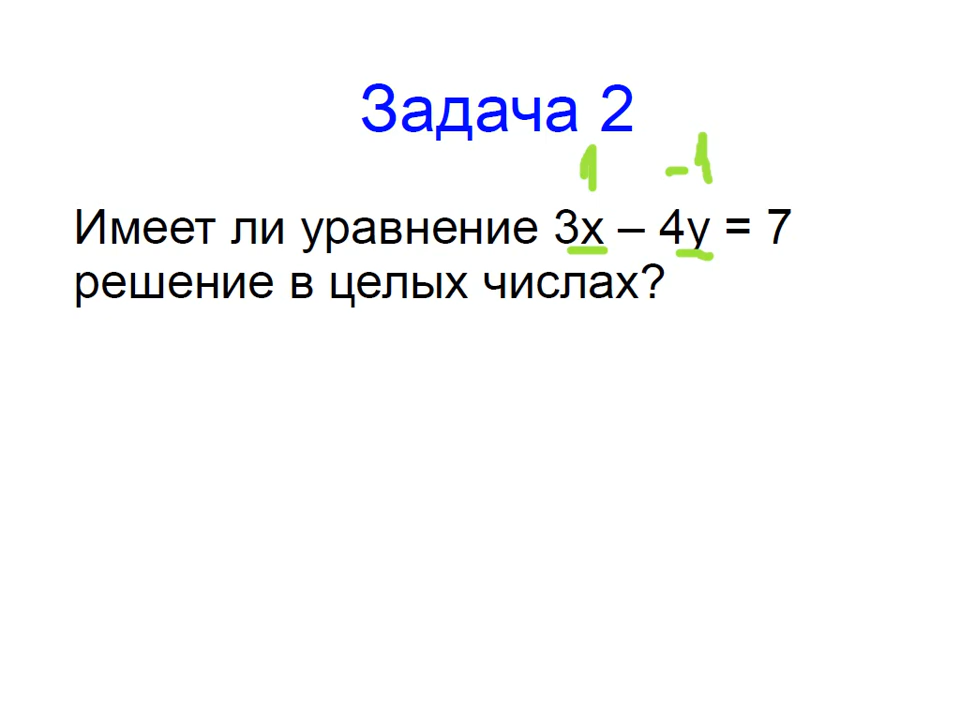 Задача 2
1 -1
Имеет ли уравнение 3x – 4y = 7
решение в целых числах?